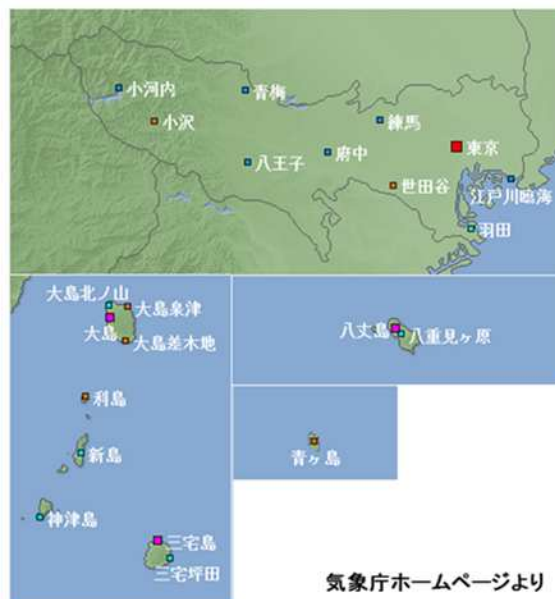 小河内
青梅
小沢
練馬
東京
府中
八王子
世田谷
江戸川臨海
羽田
大島北ノ山
大島泉津
大島
大島差木地
八丈島
八重見ヶ原
利島
青ヶ島
新島
神津島
三宅島
三宅坪田
気象庁ホームページより